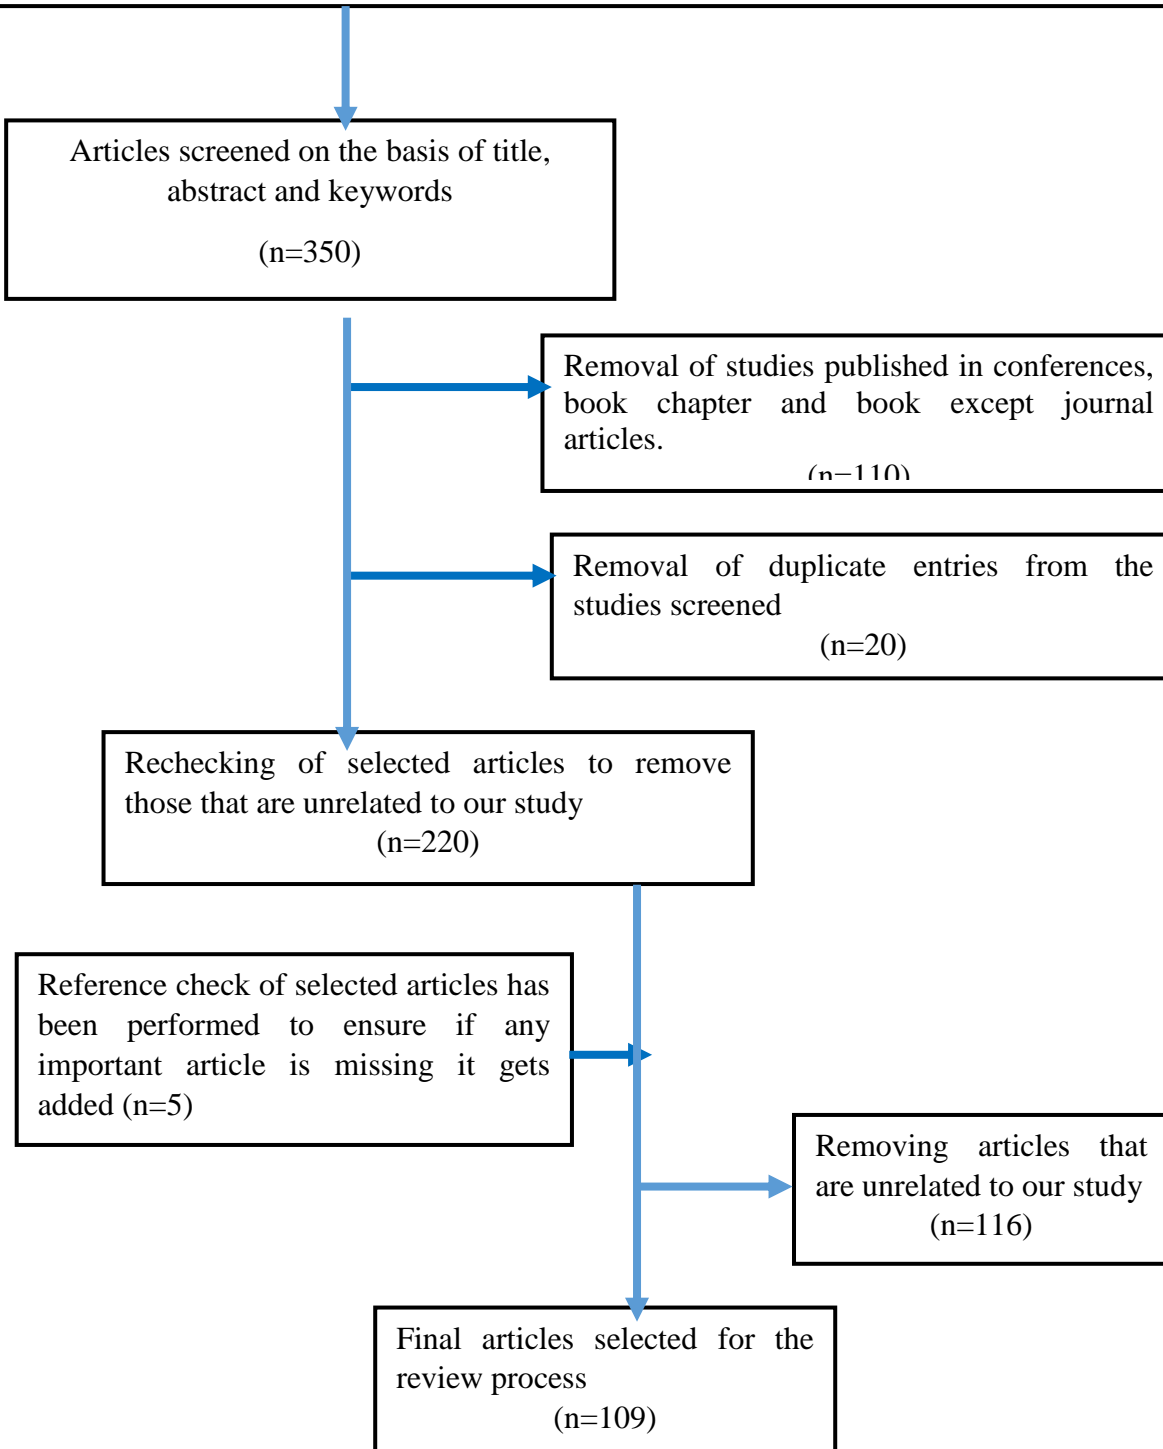 Articles screened on the basis of title,
abstract and keywords
(n=350)
Removal of studies published in conferences,
book chapter and book except journal
articles.
(n=110)
Removal of duplicate entries from the
studies screened
(n=20)
Rechecking of selected articles to remove
those that are unrelated to our study
(n=220)
Reference check of selected articles has
been performed to ensure if any
important article is missing it gets
added (n=5)
Removing articles that
are unrelated to our study
(n=116)
Final articles selected for the
review process
(n=109)